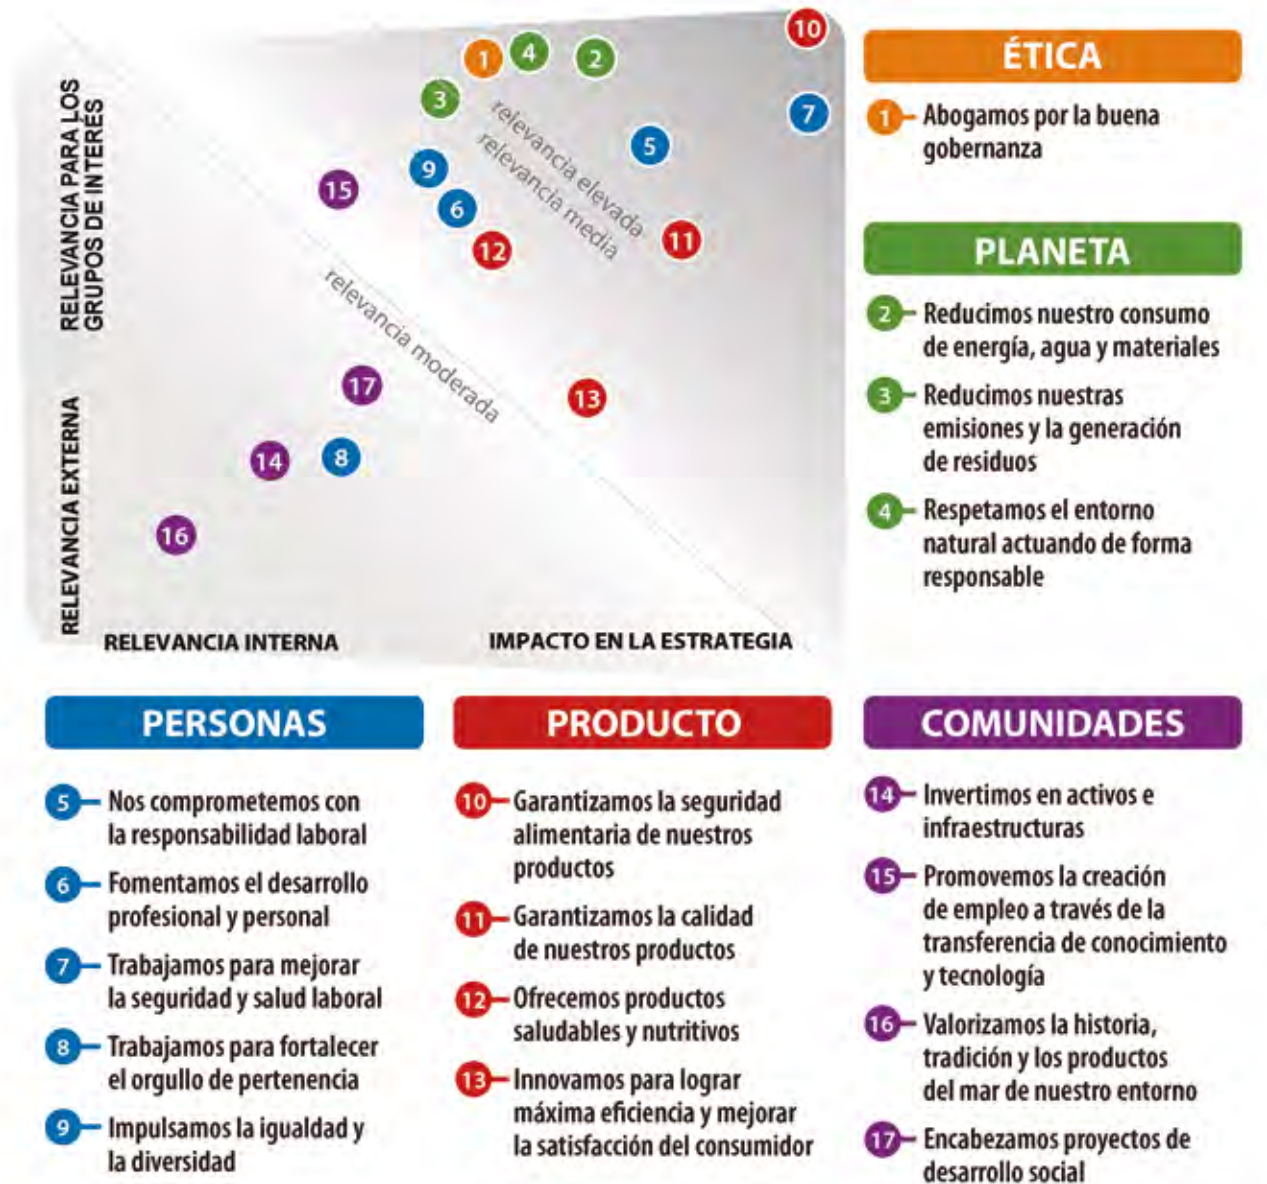 10
1
4
2
3
7
5
9
15
6
12
11
relevancia elevada
relevancia media
relevancia moderada
17
13
14
8
16
RELEVANCIA PARA LOS
GRUPOS DE INTERES
RELEVANCIA EXTERNA
RELEVANCIA INTERNA
IMPACTO EN LA ESTRATEGIA
ÉTICA
1 Abogamos por la buena
gobernanza
PLANETA
2 Reducimos nuestro consumo
de energía, agua y materiales
3 Reducimos nuestras
emisiones y la generación
de residuos
4 Respetamos el entorno
natural actuando de forma
responsable
PERSONAS
5 Nos comprometemos con
la responsabilidad laboral
6 Fomentamos el desarrollo
profesional y personal
7 Trabajamos para mejorar
la seguridad y salud laboral
8 Trabajamos para fortalecer
el orgullo de pertenencia
9 Impulsamos la igualdad y
la diversidad
PRODUCTO
10 Garantizamos la seguridad
alimentaria de nuestros
productos
11 Garantizamos la calidad
de nuestros productos
12 Ofrecemos productos
saludables y nutritivos
13 Innovamos para lograr
máxima eficiencia y mejorar
la satisfacción del consumidor
COMUNIDADES
14 Invertimos en activos e
infraestructuras
15 Promovemos la creación
de empleo a través de la
transferencia de conocimiento
y tecnología
16 Valorizamos la historia,
tradición y los productos
del mar de nuestro entorno
17 Encabezamos proyectos de
desarrollo social